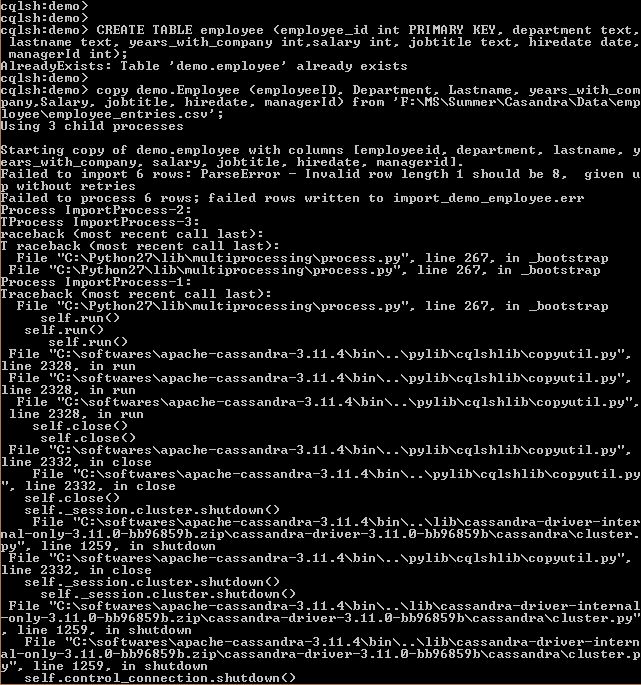 cqlsh:demo>
cqlsh:demo>
cqlsh:demo> CREATE TABLE employee (employee_id int PRIMARY KEY, department text,
 lastname text, years_with_company int,salary int, jobtitle text, hiredate date,
 managerId int);
AlreadyExists: Table 'demo.employee' already exists
cqlsh:demo>
cqlsh:demo> copy demo.Employee (employeeID, Department, Lastname, years_with_com
pany,Salary, jobtitle, hiredate, managerId) from 'F:\MS\Summer\Casandra\Data\emp
loyee\employee_entries.csv';
Using 3 child processes

Starting copy of demo.employee with columns [employeeid, department, lastname, y
ears_with_company, salary, jobtitle, hiredate, managerid].
Failed to import 6 rows: ParseError - Invalid row length 1 should be 8,  given u
p without retries
Failed to process 6 rows; failed rows written to import_demo_employee.err
Process ImportProcess-2:
TProcess ImportProcess-3:
raceback (most recent call last):
T raceback (most recent call last):
  File "C:\Python27\lib\multiprocessing\process.py", line 267, in _bootstrap
 File "C:\Python27\lib\multiprocessing\process.py", line 267, in _bootstrap
Process ImportProcess-1:
Traceback (most recent call last):
  File "C:\Python27\lib\multiprocessing\process.py", line 267, in _bootstrap
     self.run()
   self.run()
      self.run()
 File "C:\softwares\apache-cassandra-3.11.4\bin\..\pylib\cqlshlib\copyutil.py",
line 2328, in run
 File "C:\softwares\apache-cassandra-3.11.4\bin\..\pylib\cqlshlib\copyutil.py",
line 2328, in run
  File "C:\softwares\apache-cassandra-3.11.4\bin\..\pylib\cqlshlib\copyutil.py",
 line 2328, in run
    self.close()
    self.close()
 File "C:\softwares\apache-cassandra-3.11.4\bin\..\pylib\cqlshlib\copyutil.py",
line 2332, in close
    File "C:\softwares\apache-cassandra-3.11.4\bin\..\pylib\cqlshlib\copyutil.py
", line 2332, in close
   self.close()
   self._session.cluster.shutdown()
    File "C:\softwares\apache-cassandra-3.11.4\bin\..\lib\cassandra-driver-inter
nal-only-3.11.0-bb96859b.zip\cassandra-driver-3.11.0-bb96859b\cassandra\cluster.
py", line 1259, in shutdown
 File "C:\softwares\apache-cassandra-3.11.4\bin\..\pylib\cqlshlib\copyutil.py",
line 2332, in close
   self._session.cluster.shutdown()
     self._session.cluster.shutdown()
 File "C:\softwares\apache-cassandra-3.11.4\bin\..\lib\cassandra-driver-internal
-only-3.11.0-bb96859b.zip\cassandra-driver-3.11.0-bb96859b\cassandra\cluster.py"
, line 1259, in shutdown
   File "C:\softwares\apache-cassandra-3.11.4\bin\..\lib\cassandra-driver-intern
al-only-3.11.0-bb96859b.zip\cassandra-driver-3.11.0-bb96859b\cassandra\cluster.p
y", line 1259, in shutdown
   self.control_connection.shutdown()